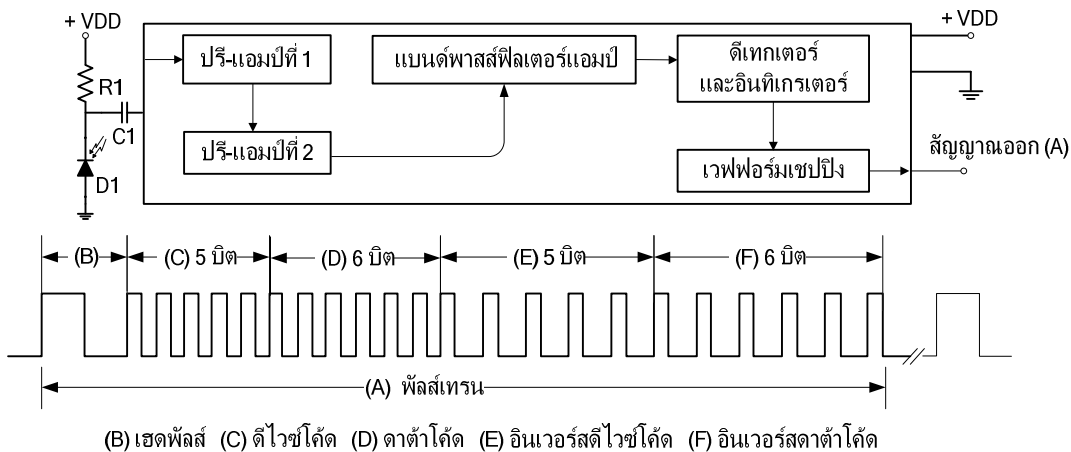 + VDD
R1
C1
D1
ปรี-แอมป์ที่ 1
ปรี-แอมป์ที่ 2
แบนด์พาสส์ฟิลเตอร์แอมป์
ดีเทกเตอร์
และอินทิเกรเตอร์
เวฟฟอร์มเชปปิง
+ VDD
สัญญาณออก (A)
(B)
(C) 5 บิต
(D) 6 บิต
(E) 5 บิต
(F) 6 บิต
(A) พัลส์เทรน
(B) เฮดพัลส์ (C) ดีไวซ์โค้ด (D) ดาต้าโค้ด (E) อินเวอร์สดีไวซ์โค้ด (F) อินเวอร์สดาต้าโค้ด